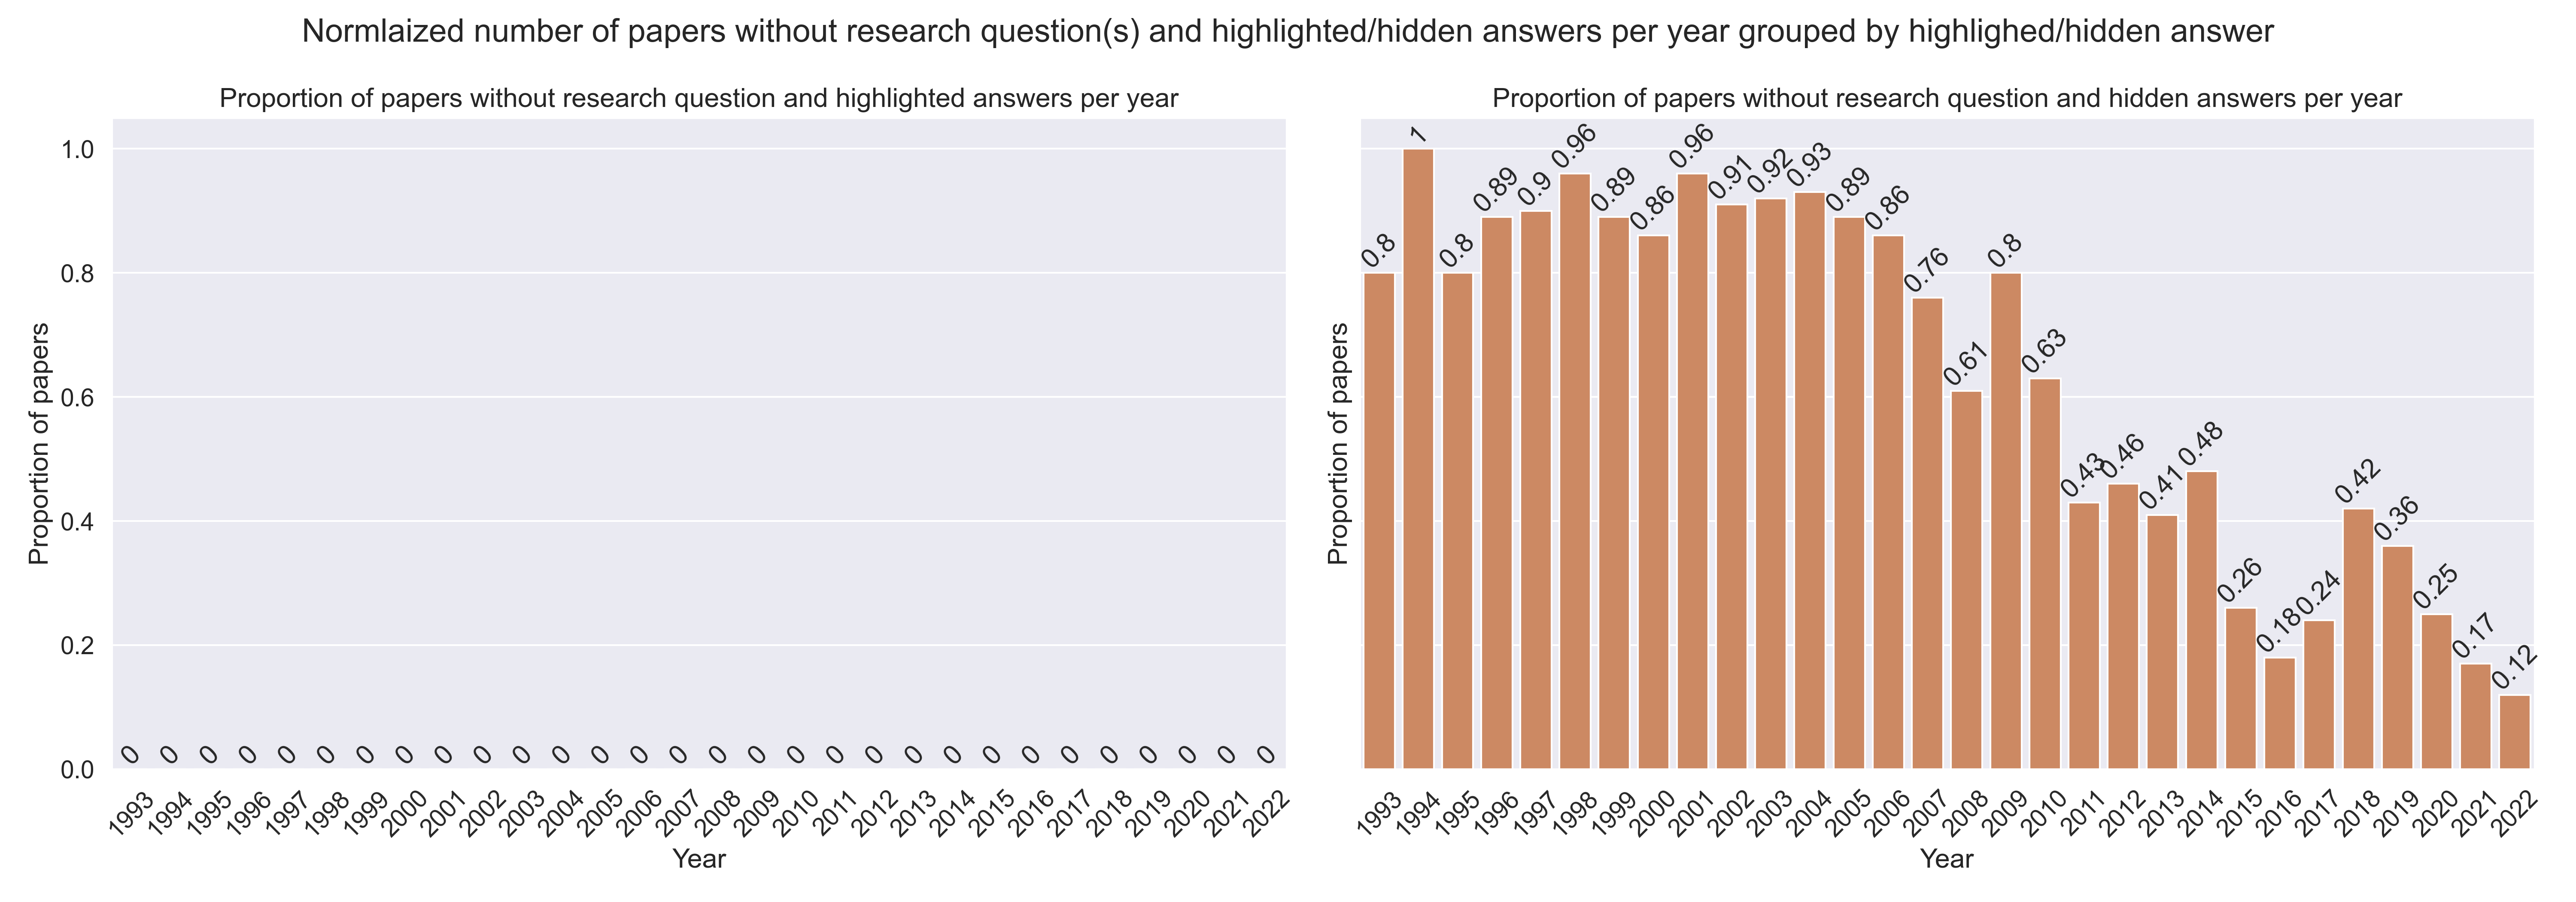 Normlaized number of papers without research question(s) and highlighted/hidden answers per year grouped by highlighed/hidden answer
Proportion of papers without research question and highlighted answers per year
Proportion of papers
1.0
0.8
0.6
0.4
0.2
0.0
0 0 0 0 0 0 0 0 0 0 0 0 0 0 0 0 0 0 0 0 0 0 0 0 0 0 0 0 0 0
1993 1994 1995 1996 1997 1998 1999 2000 2001 2002 2003 2004 2005 2006 2007 2008 2009 2010 2011 2012 2013 2014 2015 2016 2017 2018 2019 2020 2021 2022
Year
Proportion of papers without research question and hidden answers per year
Proportion of papers
0.8 1 0.8 0.89 0.9 0.96 0.89 0.86 0.96 0.91 0.92 0.93 0.89 0.86 0.76 0.61 0.8 0.63 0.43 0.46 0.41 0.48 0.26 0.18 0.24 0.42 0.36 0.25 0.17 0.12
1993 1994 1995 1996 1997 1998 1999 2000 2001 2002 2003 2004 2005 2006 2007 2008 2009 2010 2011 2012 2013 2014 2015 2016 2017 2018 2019 2020 2021 2022
Year